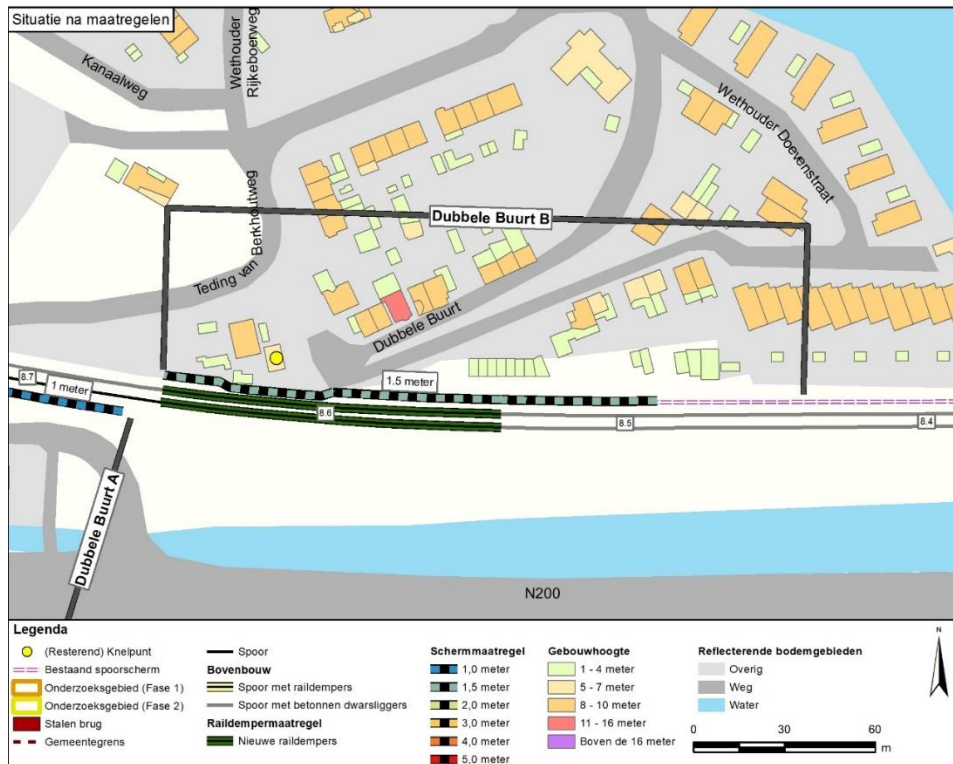 Situatie na maatregelen
Kanaalweg
Wethouder
Rijkeboerweg
Wethouder Doevenstraat
Teding van Berkhoutweg
Dubbele Buurt B
Dubbele Buurt
8.7
1 meter
1.5 meter
8.6
8.5
8.4
Dubbele Buurt A
N200
Legenda
(Resterend) Knelpunt
Bestaand spoorscherm
Onderzoeksgebied (Fase 1)
Onderzoeksgebied (Fase 2)
Stalen brug
Gemeentegrens
Spoor
Bovenbouw
Spoor met raildempers
Spoor met betonnen dwarsliggers
Raildempermaatregel
Nieuwe raildempers
Schermmaatregel
1,0 meter
1,5 meter
2,0 meter
3,0 meter
4,0 meter
5,0 meter
Gebouwhoogte
1 - 4 meter
5 - 7 meter
8 - 10 meter
11 - 16 meter
Boven de 16 meter
Reflecterende bodemgebieden
Overig
Weg
Water
N
0 30 60
m